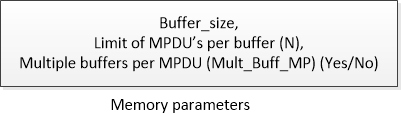 Buffer_size,
Limit of MPDU's per buffer (N),
Multiple buffers per MPDU (Mult_Buff_MP) (Yes/No)
Memory parameters